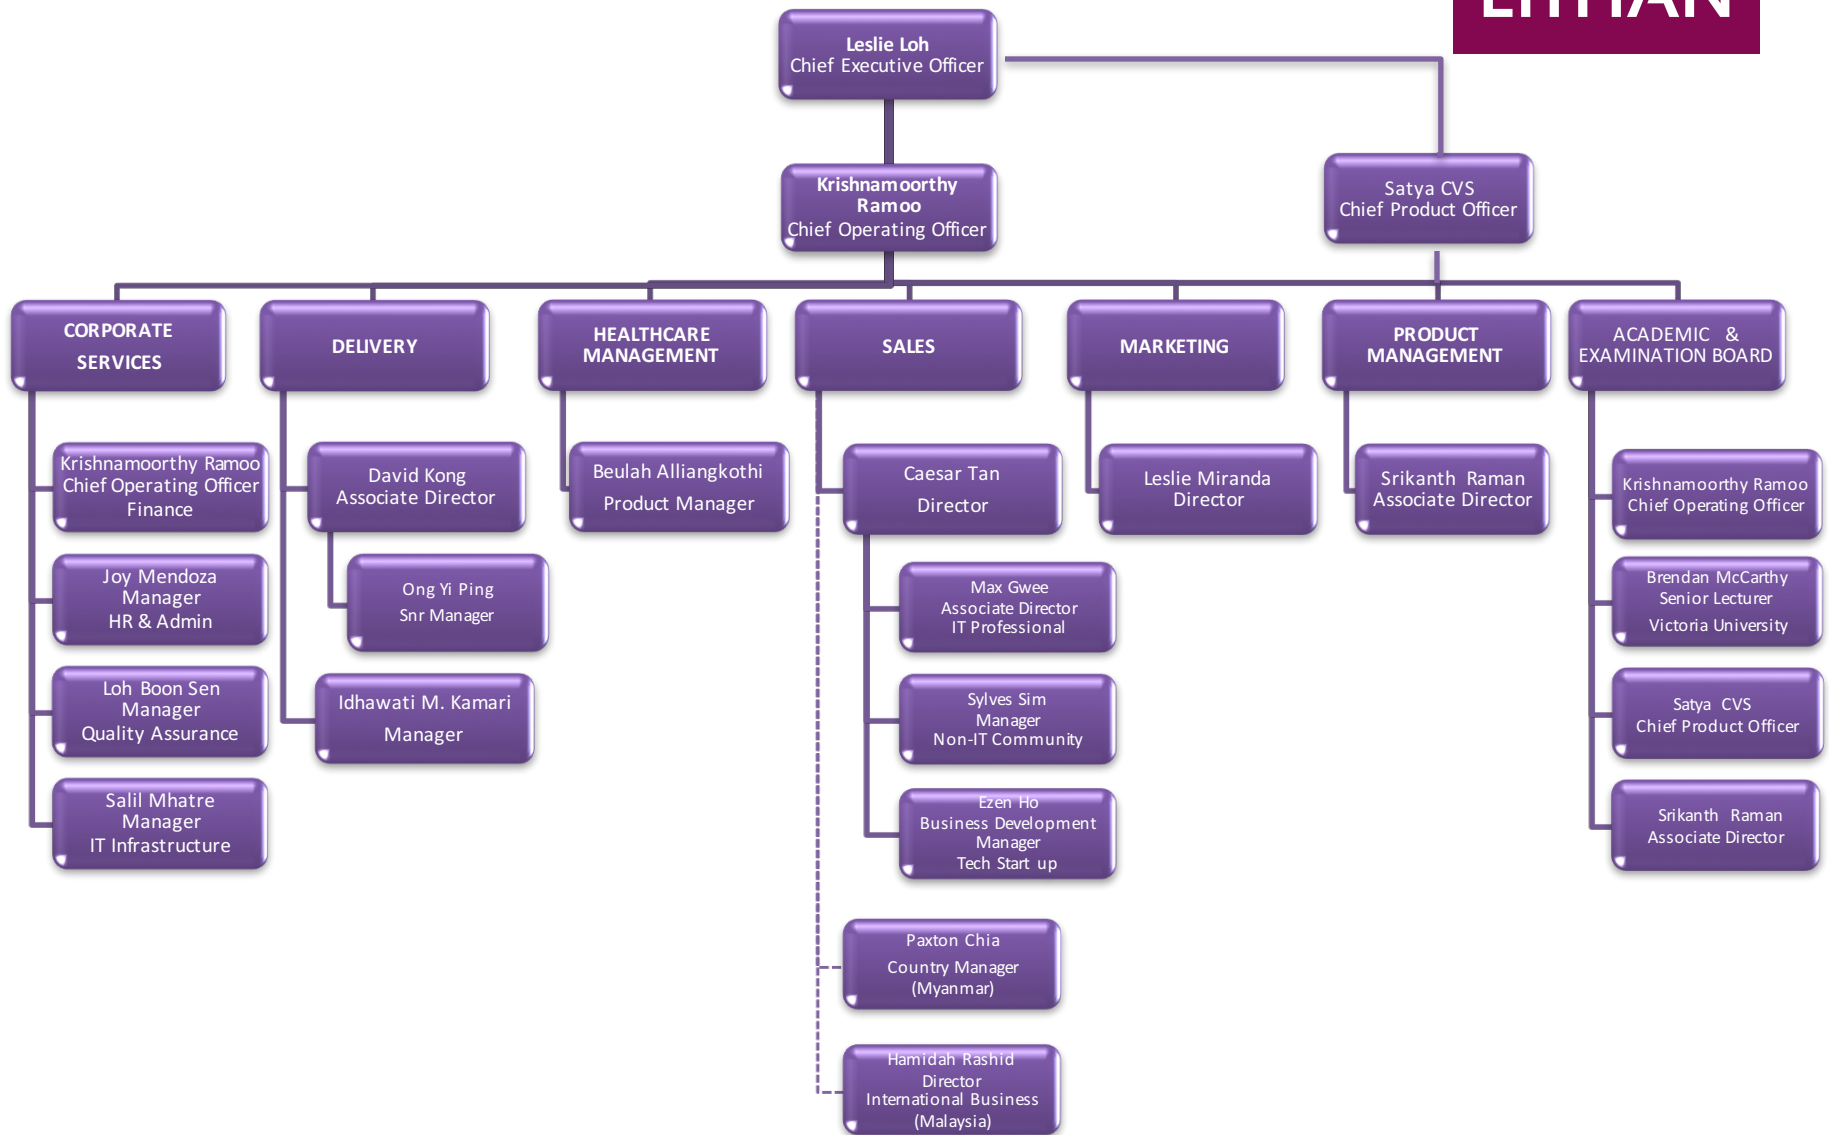 LITHAN
Leslie Loh
Chief Executive Officer
Krishnamoorthy
Ramoo
Chief Operating Officer
Satya CVS
Chief Product Officer
CORPORATE
SERVICES
DELIVERY
HEALTHCARE
MANAGEMENT
SALES
MARKETING
PRODUCT
MANAGEMENT
ACADEMIC &
EXAMINATION BOARD
Krishnamoorthy Ramoo
Chief Operating Officer
Finance
Joy Mendoza
Manager
HR & Admin
Loh Boon Sen
Manager
Quality Assurance
Salil Mhatre
Manager
IT Infrastructure
David Kong
Associate Director
Ong Yi Ping
Snr Manager
Idhawati M. Kamari
Manager
Beulah Alliangkothi
Product Manager
Caesar Tan
Director
Max Gwee
Associate Director
IT Professional
Sylves Sim
Manager
Non-IT Community
Ezen Ho
Business Development
Manager
Tech Start up
Paxton Chia
Country Manager
(Myanmar)
Hamidah Rashid
Director
International Business
(Malaysia)
Leslie Miranda
Director
Srikanth Raman
Associate Director
Krishnamoorthy Ramoo
Chief Operating Officer
Brendan McCarthy
Senior Lecturer
Victoria University
Satya CVS
Chief Product Officer
Srikanth Raman
Associate Director